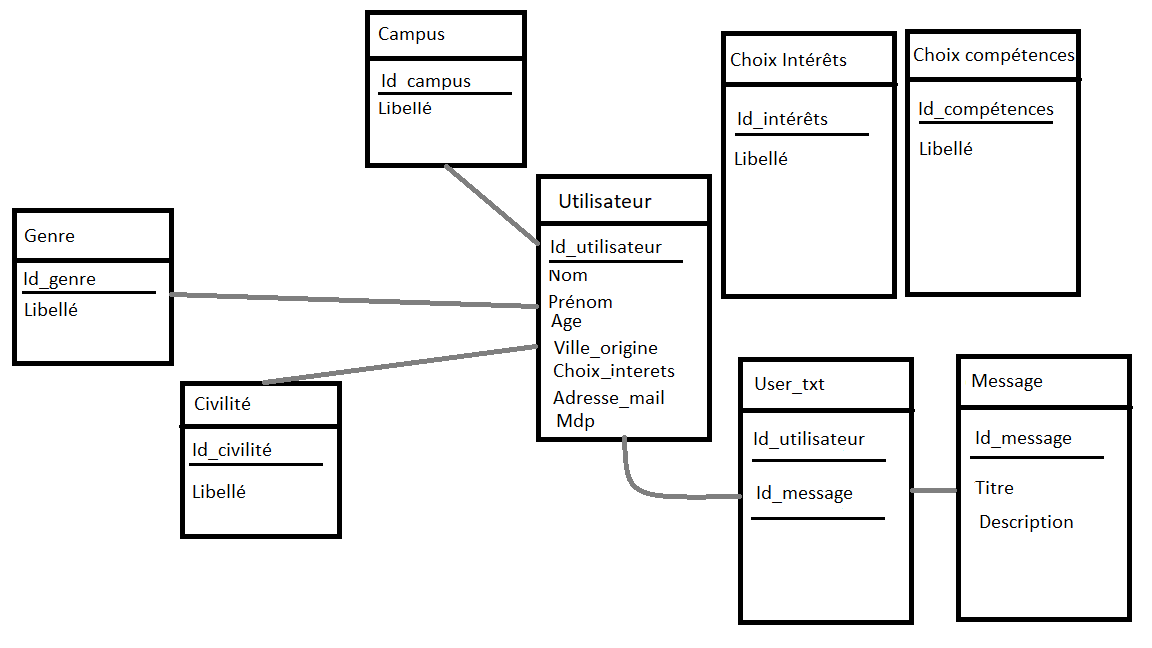 Campus
Id_campus
Libellé
Choix Intérêts
Id_intérêts
Libellé
Choix compétences
Id_compétences
Libellé
Genre
Id_genre
Libellé
Utilisateur
Id_utilisateur
Nom
Prénom
Age
Ville_origine
Choix_interets
Adresse_mail
Mdp
Civilité
Id_civilité
Libellé
User_txt
Id_utilisateur
Id_message
Message
Id_message
Titre
Description